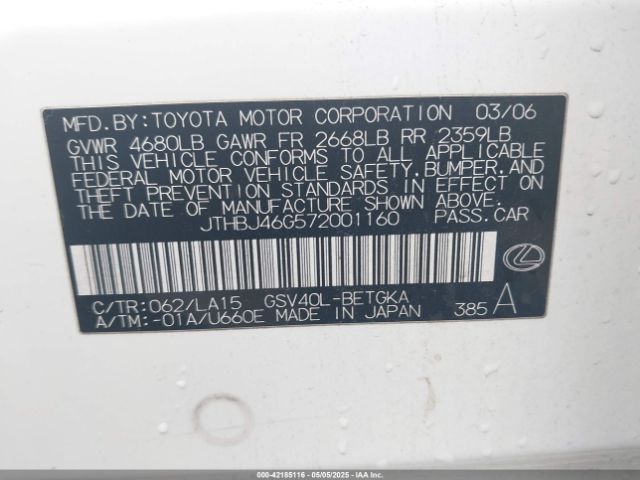 MFD.BY:TOYOTA MOTOR CORPORATION 03/06
GVWR 4680LB GAWR FR 2668LB RR 2359LB
THIS VEHICLE CONFORMS TO ALL APPLICABLE
FEDERAL MOTOR VEHICLE SAFETY,BUMPER,AND
THEFT PREVENTION STANDARDS IN EFFECT
ON THE DATE OF MANUFACTURE SHOWN ABOVE.
JTHBJ46G572001160 PASS.CAR
C/TR:062/LA15 GSV40L-BETGKA
A/TM:-01A/U660E MADE IN JAPAN 385 A
000-42185116 - 05/05/2025 - Copyright IAA, Inc.